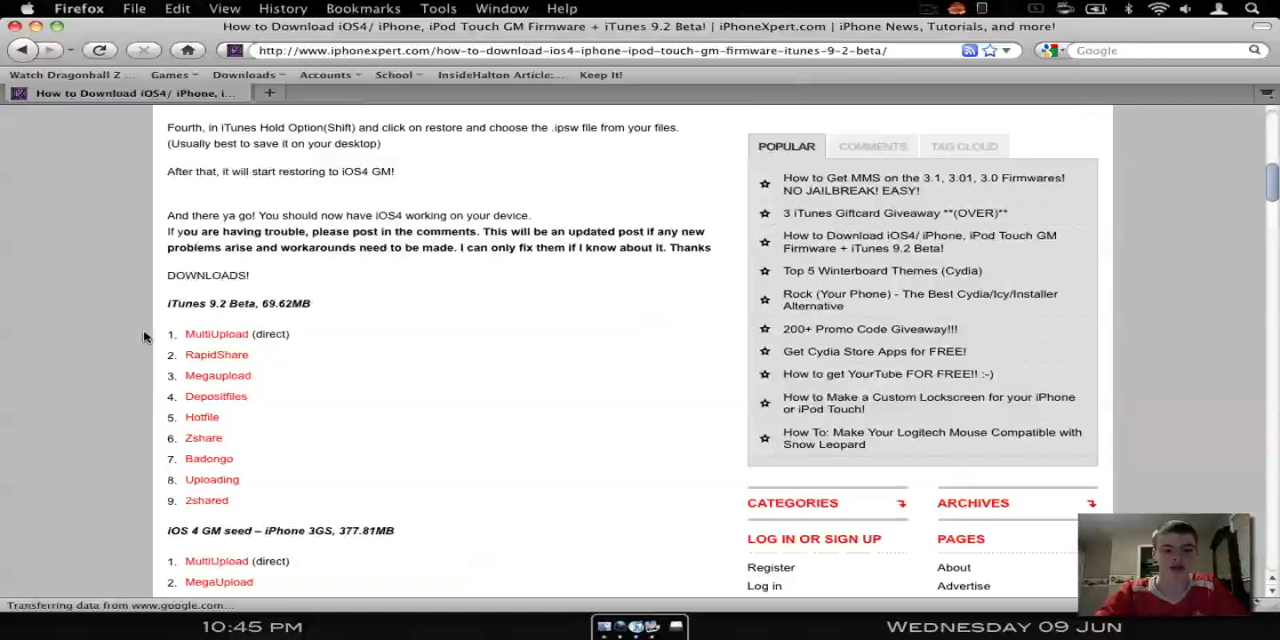 Firefox File Edit View History Bookmarks Tools Window Help
How to Download iOS4/ iPhone, iPod Touch GM Firmware + iTunes 9.2 Beta! | iPhoneXpert.com | iPhone News, Tutorials, and more!
http://www.iphonexpert.com/how-to-download-ios4-iphone-ipod-touch-gm-firmware-itunes-9-2-beta/
Google
Watch Dragonball Z ... Games Downloads Accounts School InsideHalton Article:... Keep It!
How to Download iOS4/ iPhone, i...
Fourth, in iTunes Hold Option(Shift) and click on restore and choose the .ipsw file from your files.
(Usually best to save it on your desktop)
After that, it will start restoring to iOS4 GM!
And there ya go! You should now have iOS4 working on your device.
If you are having trouble, please post in the comments. This will be an updated post if any new
problems arise and workarounds need to be made. I can only fix them if I know about it. Thanks
DOWNLOADS!
iTunes 9.2 Beta, 69.62MB
1. MultiUpload (direct)
2. RapidShare
3. Megaupload
4. Depositfiles
5. Hotfile
6. Zshare
7. Badongo
8. Uploading
9. 2shared
iOS 4 GM seed – iPhone 3GS, 377.81MB
1. MultiUpload (direct)
2. MegaUpload
POPULAR COMMENTS TAG CLOUD
How to Get MMS on the 3.1, 3.01, 3.0 Firmwares!
NO JAILBREAK! EASY!
3 iTunes Giftcard Giveaway **(OVER)**
How to Download iOS4/ iPhone, iPod Touch GM
Firmware + iTunes 9.2 Beta!
Top 5 Winterboard Themes (Cydia)
Rock (Your Phone) - The Best Cydia/Icy/Installer
Alternative
200+ Promo Code Giveaway!!!
Get Cydia Store Apps for FREE!
How to get YourTube FOR FREE!! :-)
How to Make a Custom Lockscreen for your iPhone
or iPod Touch!
How To: Make Your Logitech Mouse Compatible with
Snow Leopard
CATEGORIES
ARCHIVES
LOG IN OR SIGN UP
PAGES
Register
About
Log in
Advertise
Transferring data from www.google.com...
10:45 PM
WEDNESDAY 09 JUN